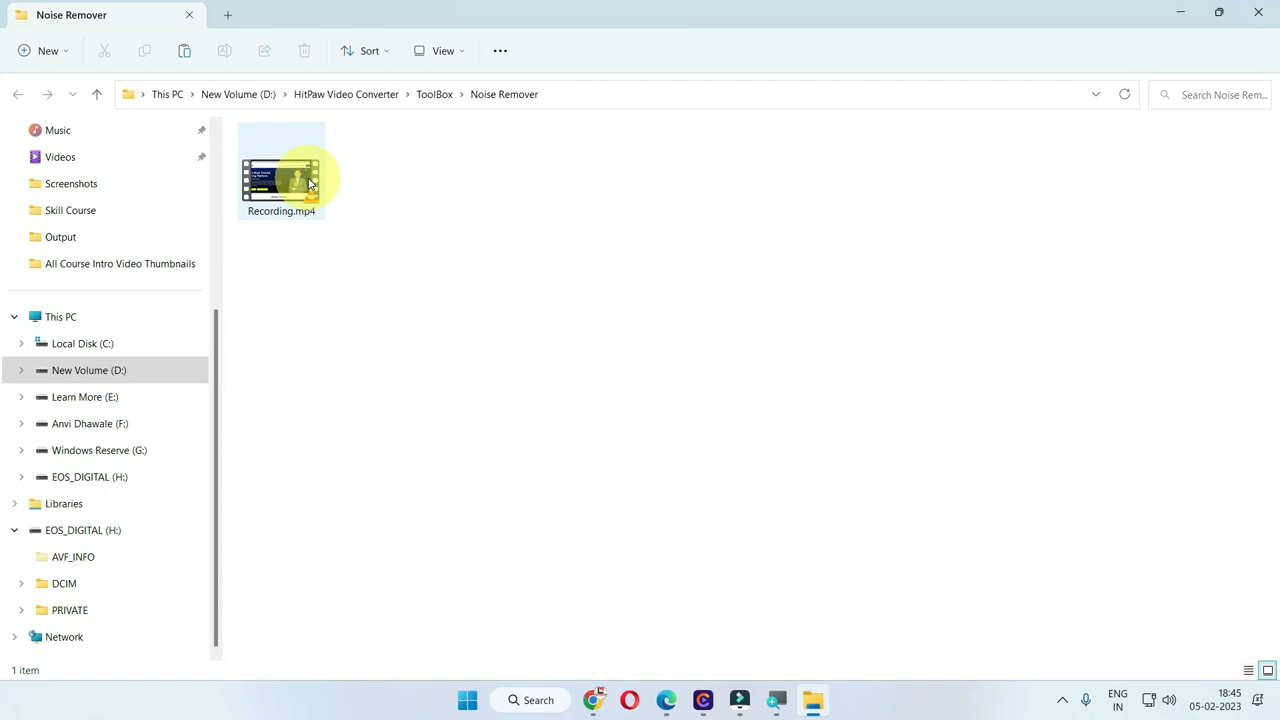 Noise Remover
New
Sort
View
This PC
New Volume (D:)
HitPaw Video Converter
ToolBox
Noise Remover
Search Noise Rem...
Music
Videos
Screenshots
Skill Course
Output
All Course Intro Video Thumbnails
This PC
Local Disk (C:)
New Volume (D:)
Learn More (E:)
Anvi Dhawale (F:)
Windows Reserve (G:)
EOS_DIGITAL (H:)
Libraries
EOS_DIGITAL (H:)
AVF_INFO
DCIM
PRIVATE
Network
Recording.mp4
1 item
Search
ENG
IN
18:45
05-02-2023